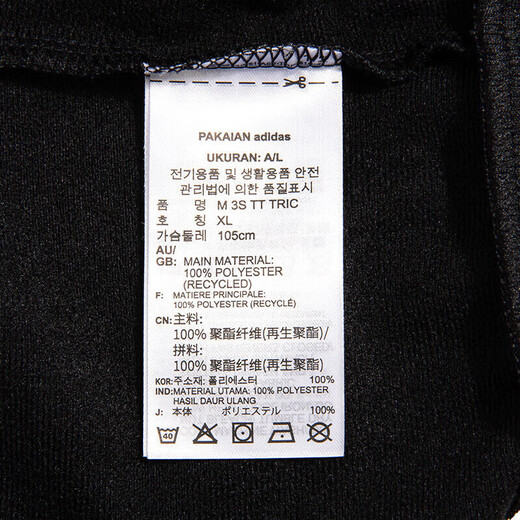 PAKAIAN adidas
UKURAN: A/L
전기용품 및 생활용품 안전
관리법에 의한 품질표시
품 명 M 3S TT TRIC
호 칭 XL
가슴둘레 105cm
AU/
GB: MAIN MATERIAL:
100% POLYESTER
(RECYCLED)
F: MATIERE PRINCIPALE:
100% POLYESTER (RECYCLÉ)
CN: 主料:
100% 聚酯纤维(再生聚酯)/
拼料:
100% 聚酯纤维(再生聚酯)
KOR: 주소재: 폴리에스터 100%
IND: MATERIAL UTAMA: 100% POLYESTER
HASIL DAUR ULANG
J: 本体 ポリエステル 100%
40